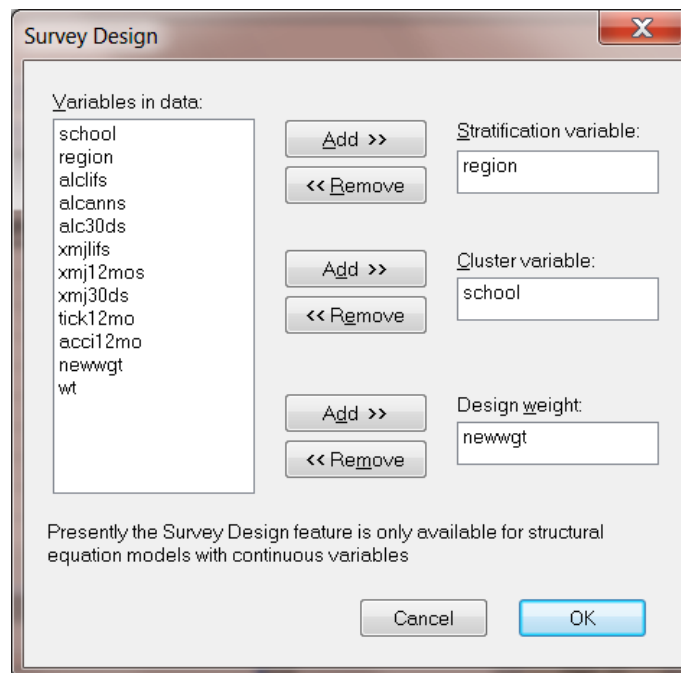 Survey Design
X
Variables in data:
school
region
alclifs
alcanns
alc30ds
xmjlifs
xmj12mos
xmj30ds
tick12mo
acci12mo
newwgt
wt
Add >>
<< Remove
Stratification variable:
region
Add >>
<< Remove
Cluster variable:
school
Add >>
<< Remove
Design weight:
newwgt
Presently the Survey Design feature is only available for structural
equation models with continuous variables
Cancel
OK